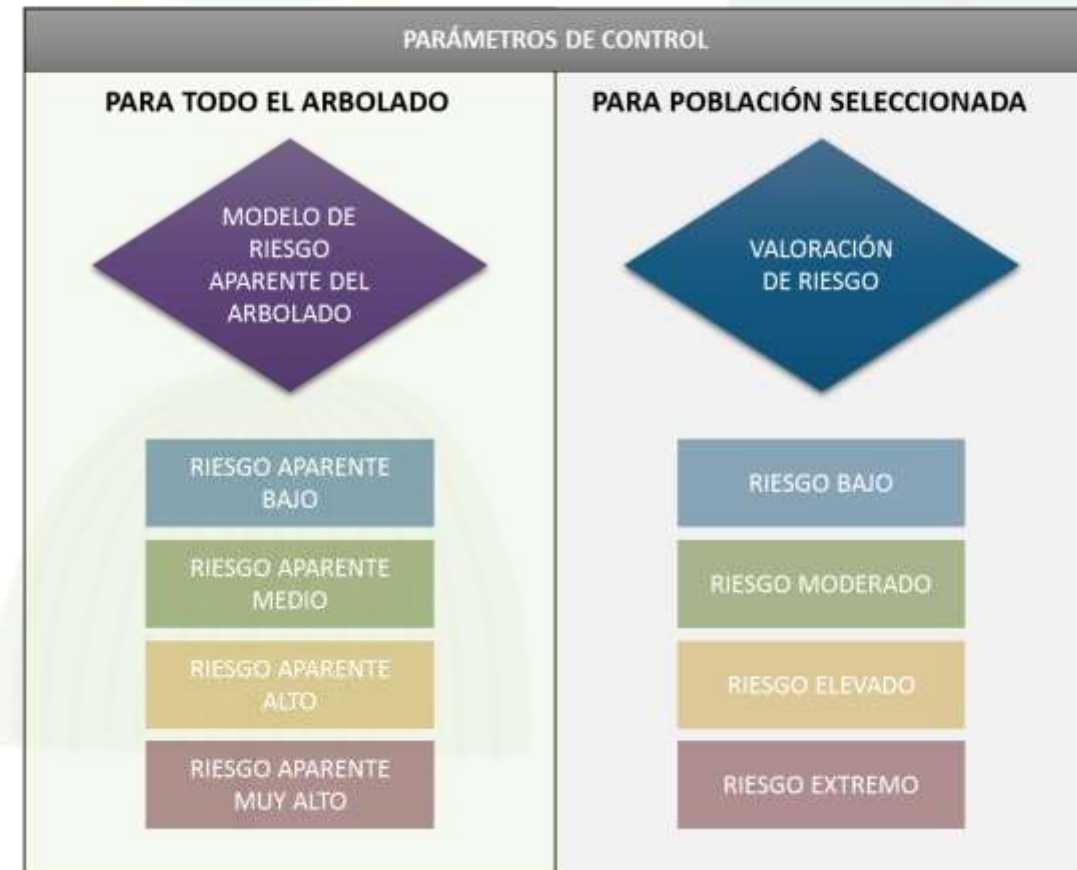 PARÁMETROS DE CONTROL
PARA TODO EL ARBOLADO
MODELO DE
RIESGO
APARENTE DEL
ARBOLADO
RIESGO APARENTE
BAJO
RIESGO APARENTE
MEDIO
RIESGO APARENTE
ALTO
RIESGO APARENTE
MUY ALTO
PARA POBLACIÓN SELECCIONADA
VALORACIÓN
DE RIESGO
RIESGO BAJO
RIESGO MODERADO
RIESGO ELEVADO
RIESGO EXTREMO